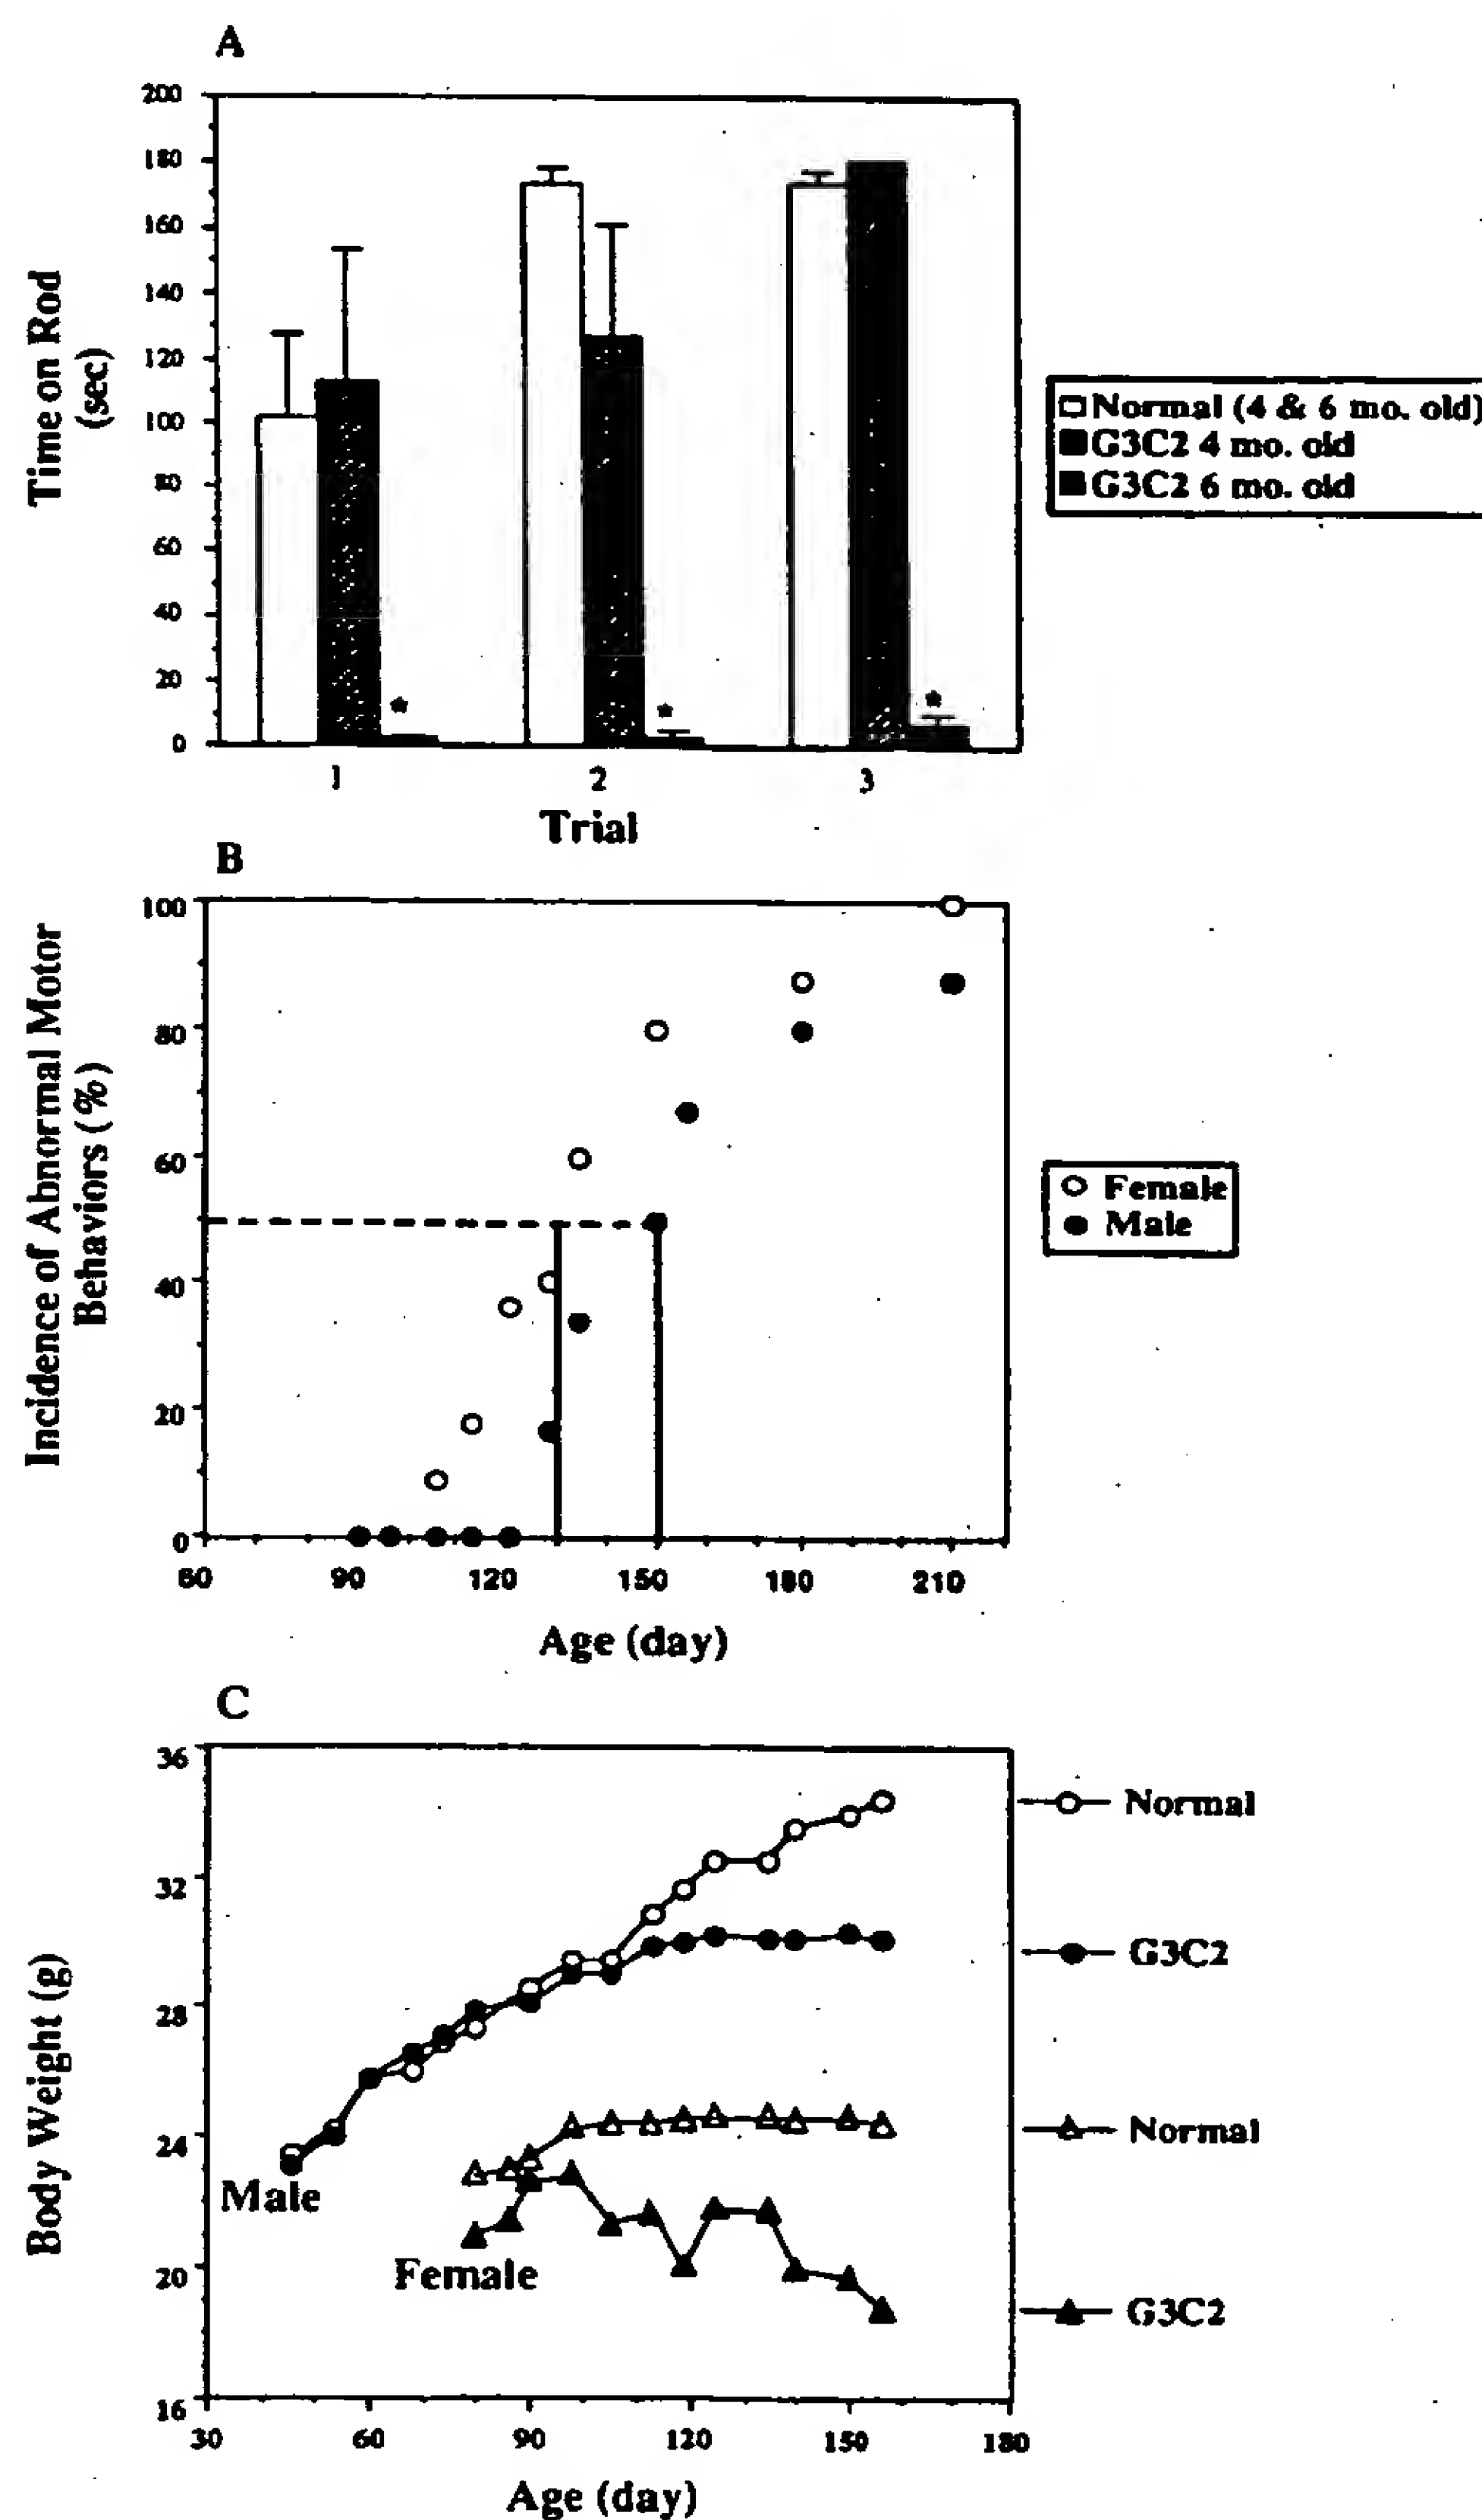 A
200
180
160
140
120
100
80
60
40
20
0
Time on Rod
(sec)
1 2 3
Trial
Normal (4 & 6 mo. old)
G3C2 4 mo. old
G3C2 6 mo. old
* * *
B
100
80
60
40
20
0
Incidence of Abnormal Motor
Behaviors (%)
60 90 120 150 180 210
Age (day)
Female
Male
C
36
32
28
24
20
16
Body Weight (g)
Male
Female
30 60 90 120 150 180
Age (day)
Normal
G3C2
Normal
G3C2